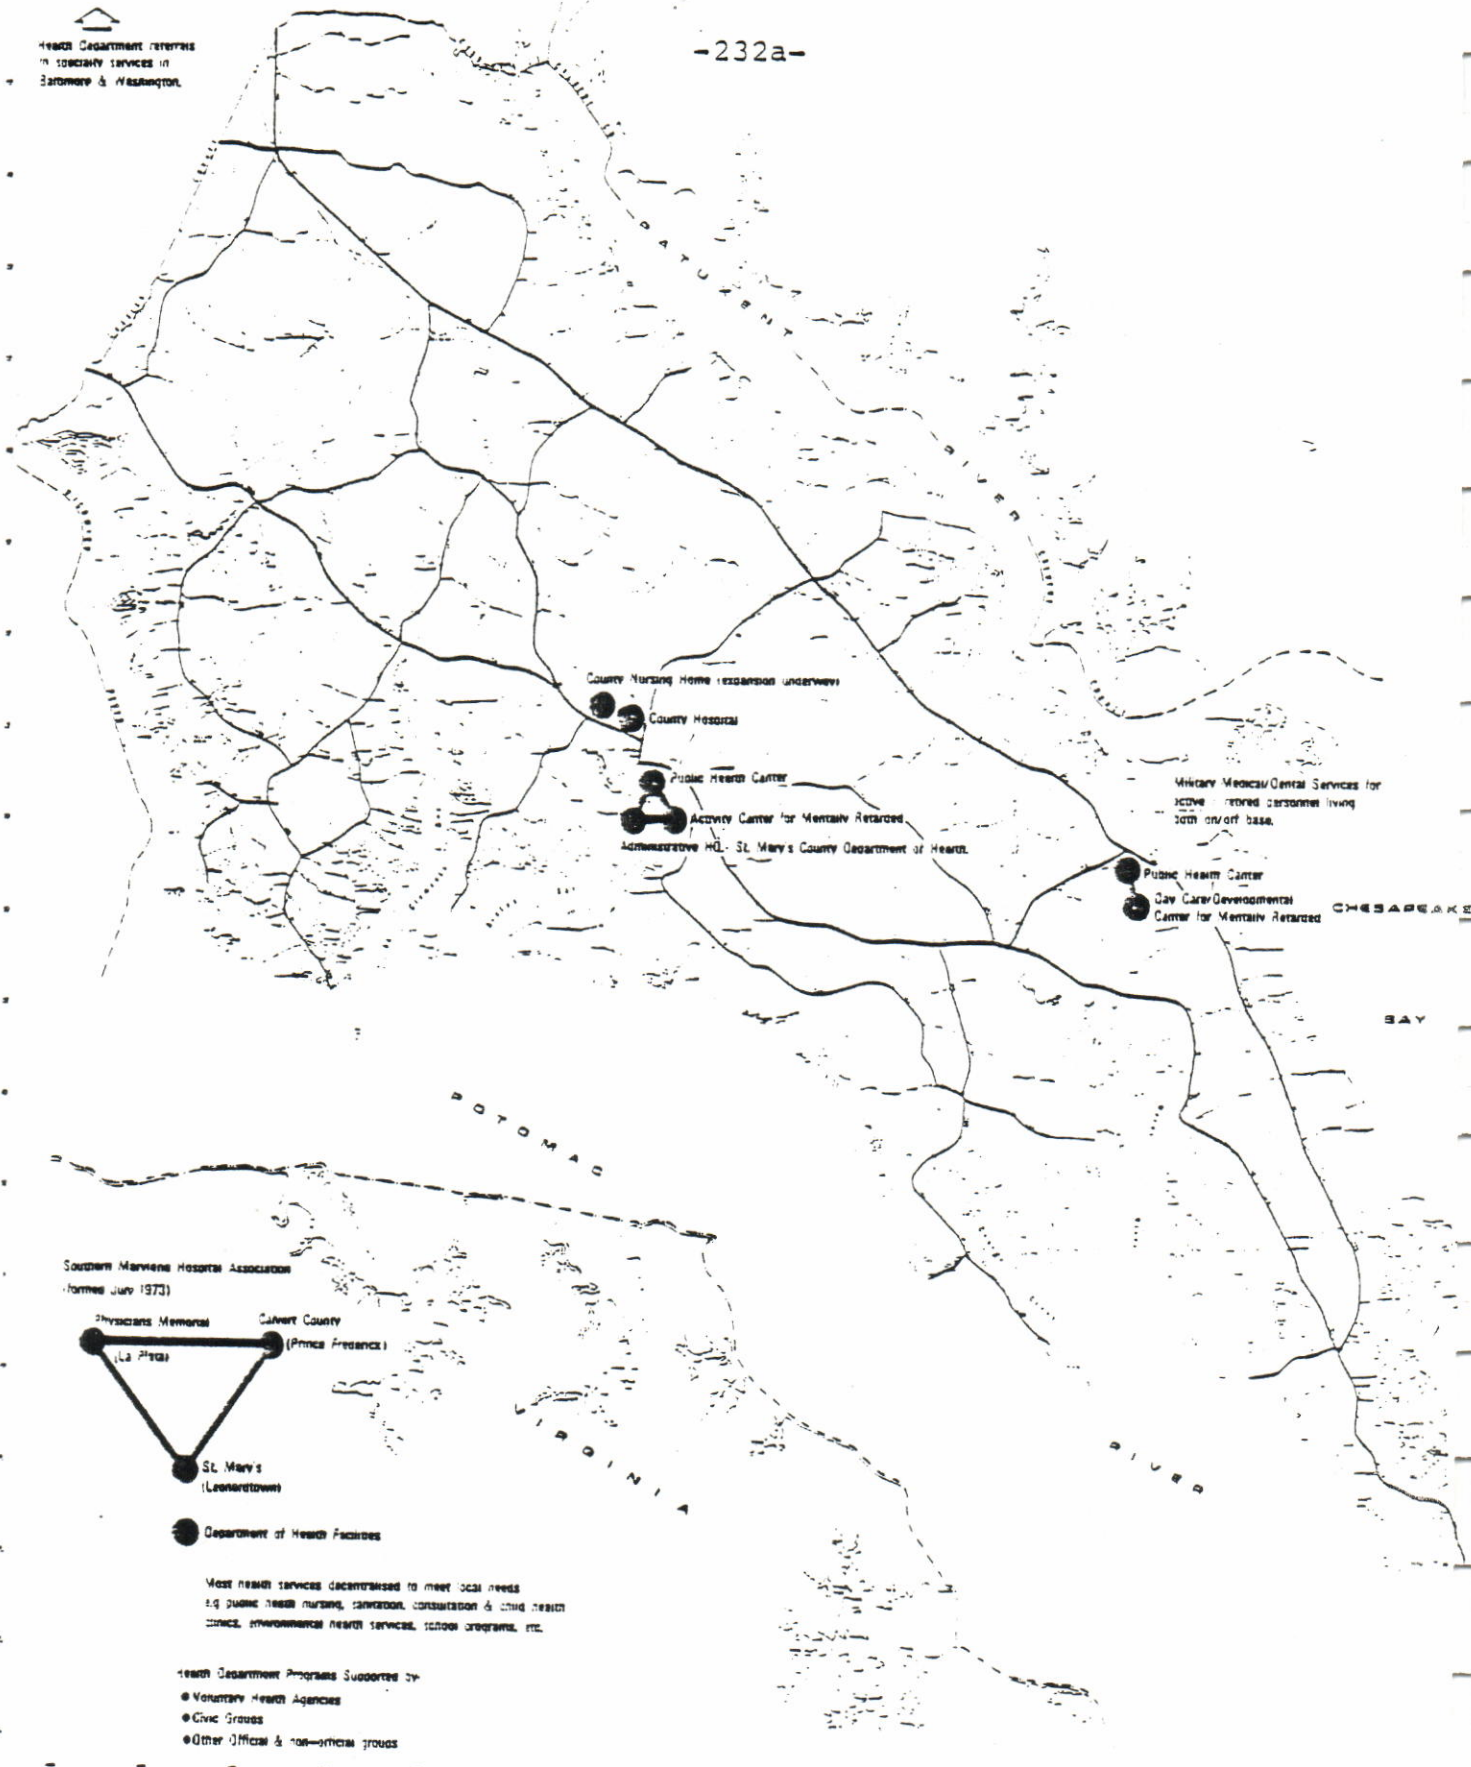 -232a-
Health Department referrals
in specialty services in
Baltimore & Washington.
PATUXENT
RIVER
County Nursing Home (expansion underway)
County Hospital
Public Health Center
Activity Center for Mentally Retarded
Administrative HQ.- St. Mary's County Department of Health.
Military Medical/Dental Services for
active retired personnel living
both on/off base.
Public Health Center
Day Care/Developmental
Center for Mentally Retarded
CHESAPEAKE
BAY
POTOMAC
RIVER
VIRGINIA
Southern Maryland Hospital Association
(formed July 1973)
Physicians Memorial
(La Plata)
Calvert County
(Prince Frederick)
St. Mary's
(Leonardtown)
Department of Health Facilities
Most health services decentralised to meet local needs
e.g public health nursing, sanitation, consultation & child health
clinics, environmental health services, school programs, etc.
Health Department Programs Supported by-
● Voluntary Health Agencies
● Civic Groups
● Other Official & non-official groups